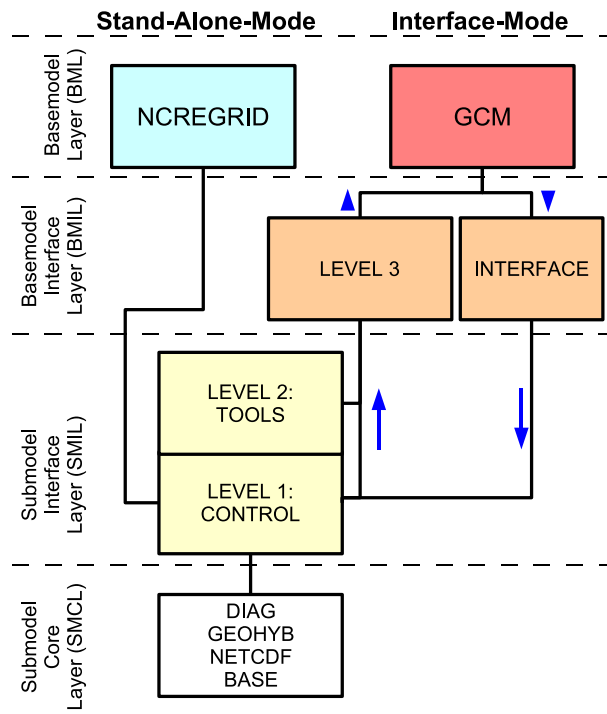 Stand-Alone-Mode
Interface-Mode
Basemodel
Layer (BML)
NCREGRID
GCM
Basemodel
Interface
Layer (BMIL)
LEVEL 3
INTERFACE
Submodel
Interface
Layer (SMIL)
LEVEL 2:
TOOLS
LEVEL 1:
CONTROL
Submodel
Core
Layer (SMCL)
DIAG
GEOHYB
NETCDF
BASE